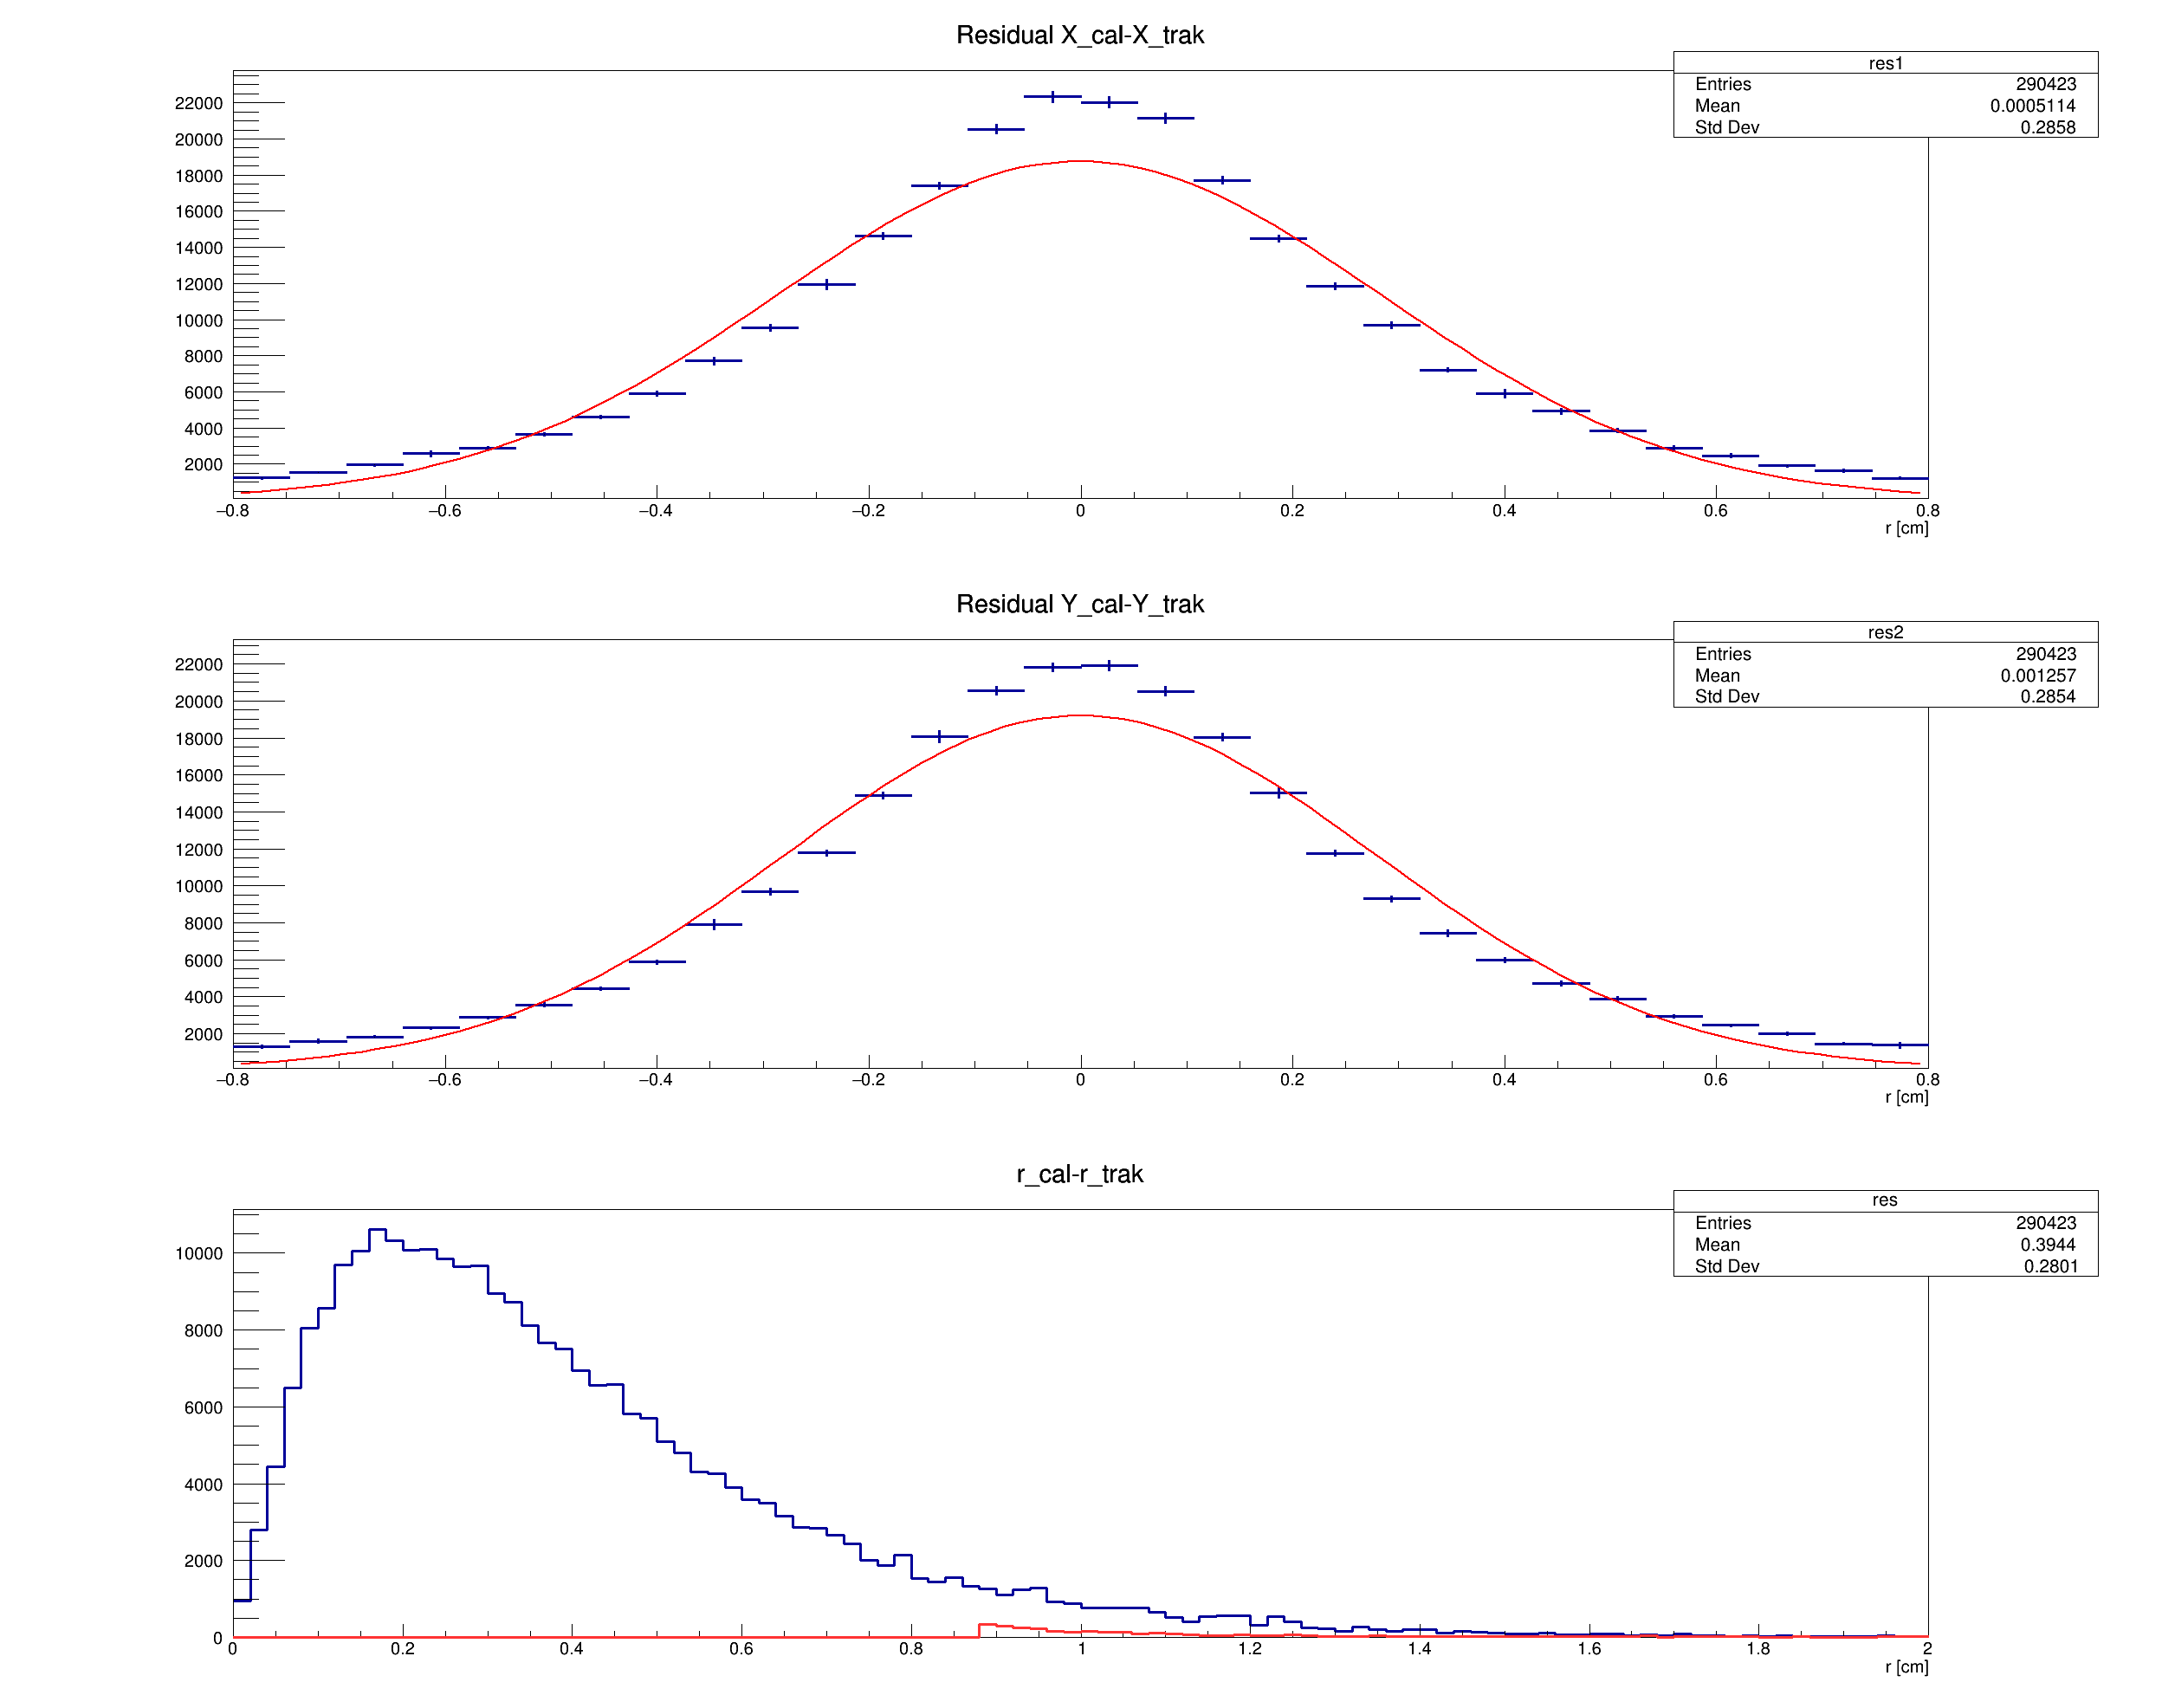 Residual X_cal-X_trak
res1
Entries 290423
Mean 0.0005114
Std Dev 0.2858
22000
20000
18000
16000
14000
12000
10000
8000
6000
4000
2000
−0.8 −0.6 −0.4 −0.2 0 0.2 0.4 0.6 0.8
r [cm]
Residual Y_cal-Y_trak
res2
Entries 290423
Mean 0.001257
Std Dev 0.2854
22000
20000
18000
16000
14000
12000
10000
8000
6000
4000
2000
−0.8 −0.6 −0.4 −0.2 0 0.2 0.4 0.6 0.8
r [cm]
r_cal-r_trak
res
Entries 290423
Mean 0.3944
Std Dev 0.2801
10000
8000
6000
4000
2000
0
0 0.2 0.4 0.6 0.8 1 1.2 1.4 1.6 1.8 2
r [cm]